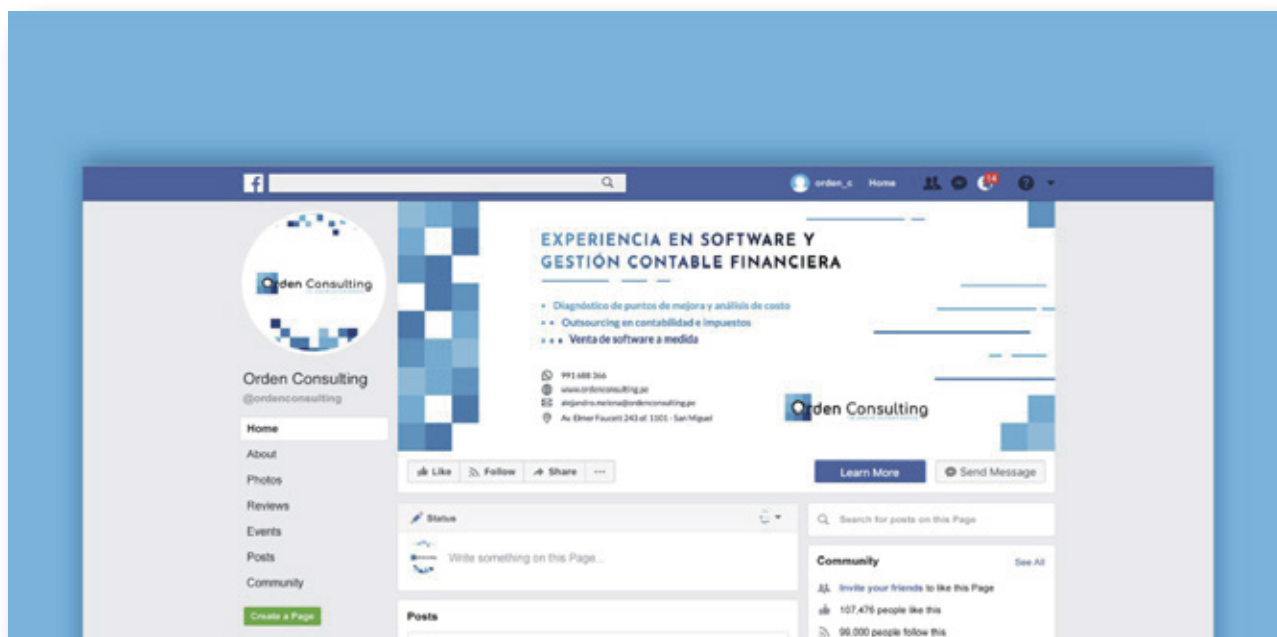 f
orden_c Home 14 ?
Orden Consulting
Orden Consulting
@ordenconsulting
Home
About
Photos
Reviews
Events
Posts
Community
Create a Page
EXPERIENCIA EN SOFTWARE Y
GESTIÓN CONTABLE FINANCIERA
Diagnóstico de puntos de mejora y análisis de costo
Outsourcing en contabilidad e impuestos
Venta de software a medida
991 688 366
www.ordenconsulting.pe
Av. Elmer Faucett 243 of. 1101 - San Miguel
Orden Consulting
Like Follow Share ...
Learn More Send Message
Status
Write something on this Page...
Posts
Search for posts on this Page
Community See All
Invite your friends to like this Page
107,476 people like this
99,000 people follow this